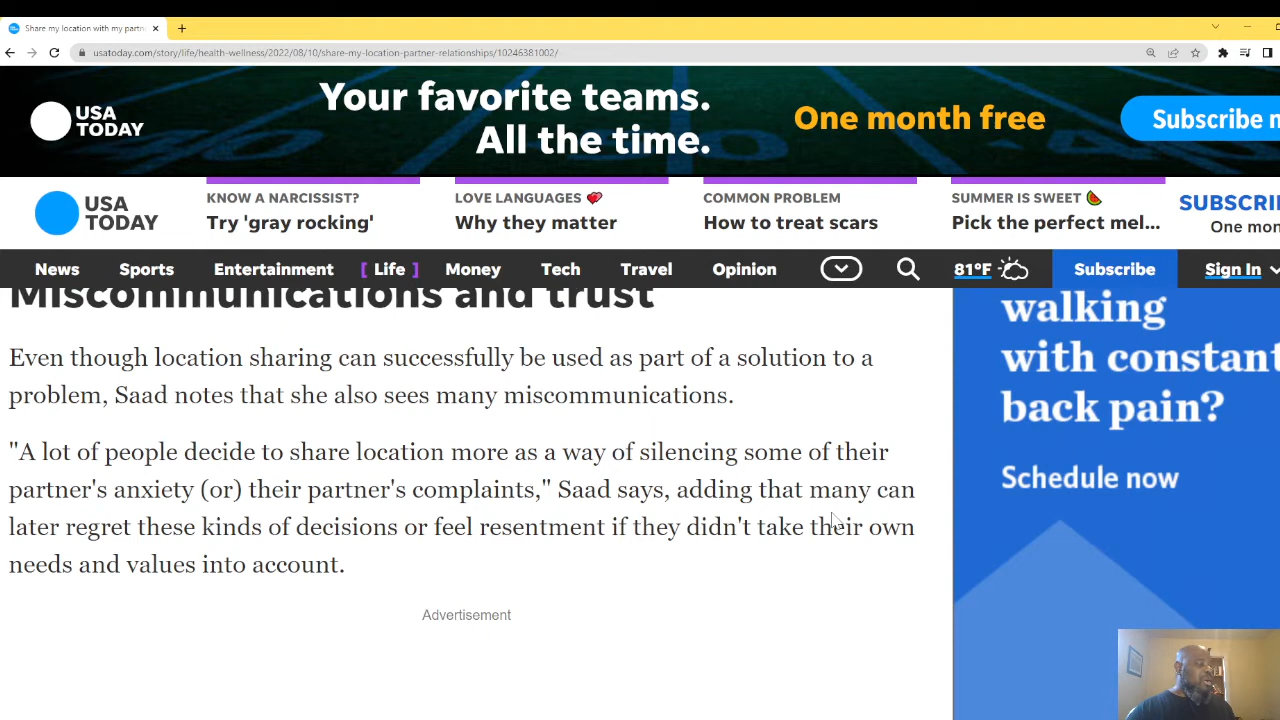 Share my location with my partn
usatoday.com/story/life/health-wellness/2022/08/10/share-my-location-partner-relationships/10246381002/
USA
TODAY
Your favorite teams.
All the time.
One month free
Subscribe
USA
TODAY
KNOW A NARCISSIST?
Try 'gray rocking'
LOVE LANGUAGES
Why they matter
COMMON PROBLEM
How to treat scars
SUMMER IS SWEET
Pick the perfect mel...
SUBSCRI
One mon
News Sports Entertainment [ Life ] Money Tech Travel Opinion 81°F Subscribe Sign In
Miscommunications and trust
Even though location sharing can successfully be used as part of a solution to a
problem, Saad notes that she also sees many miscommunications.
"A lot of people decide to share location more as a way of silencing some of their
partner's anxiety (or) their partner's complaints," Saad says, adding that many can
later regret these kinds of decisions or feel resentment if they didn't take their own
needs and values into account.
Advertisement
walking
with constant
back pain?
Schedule now